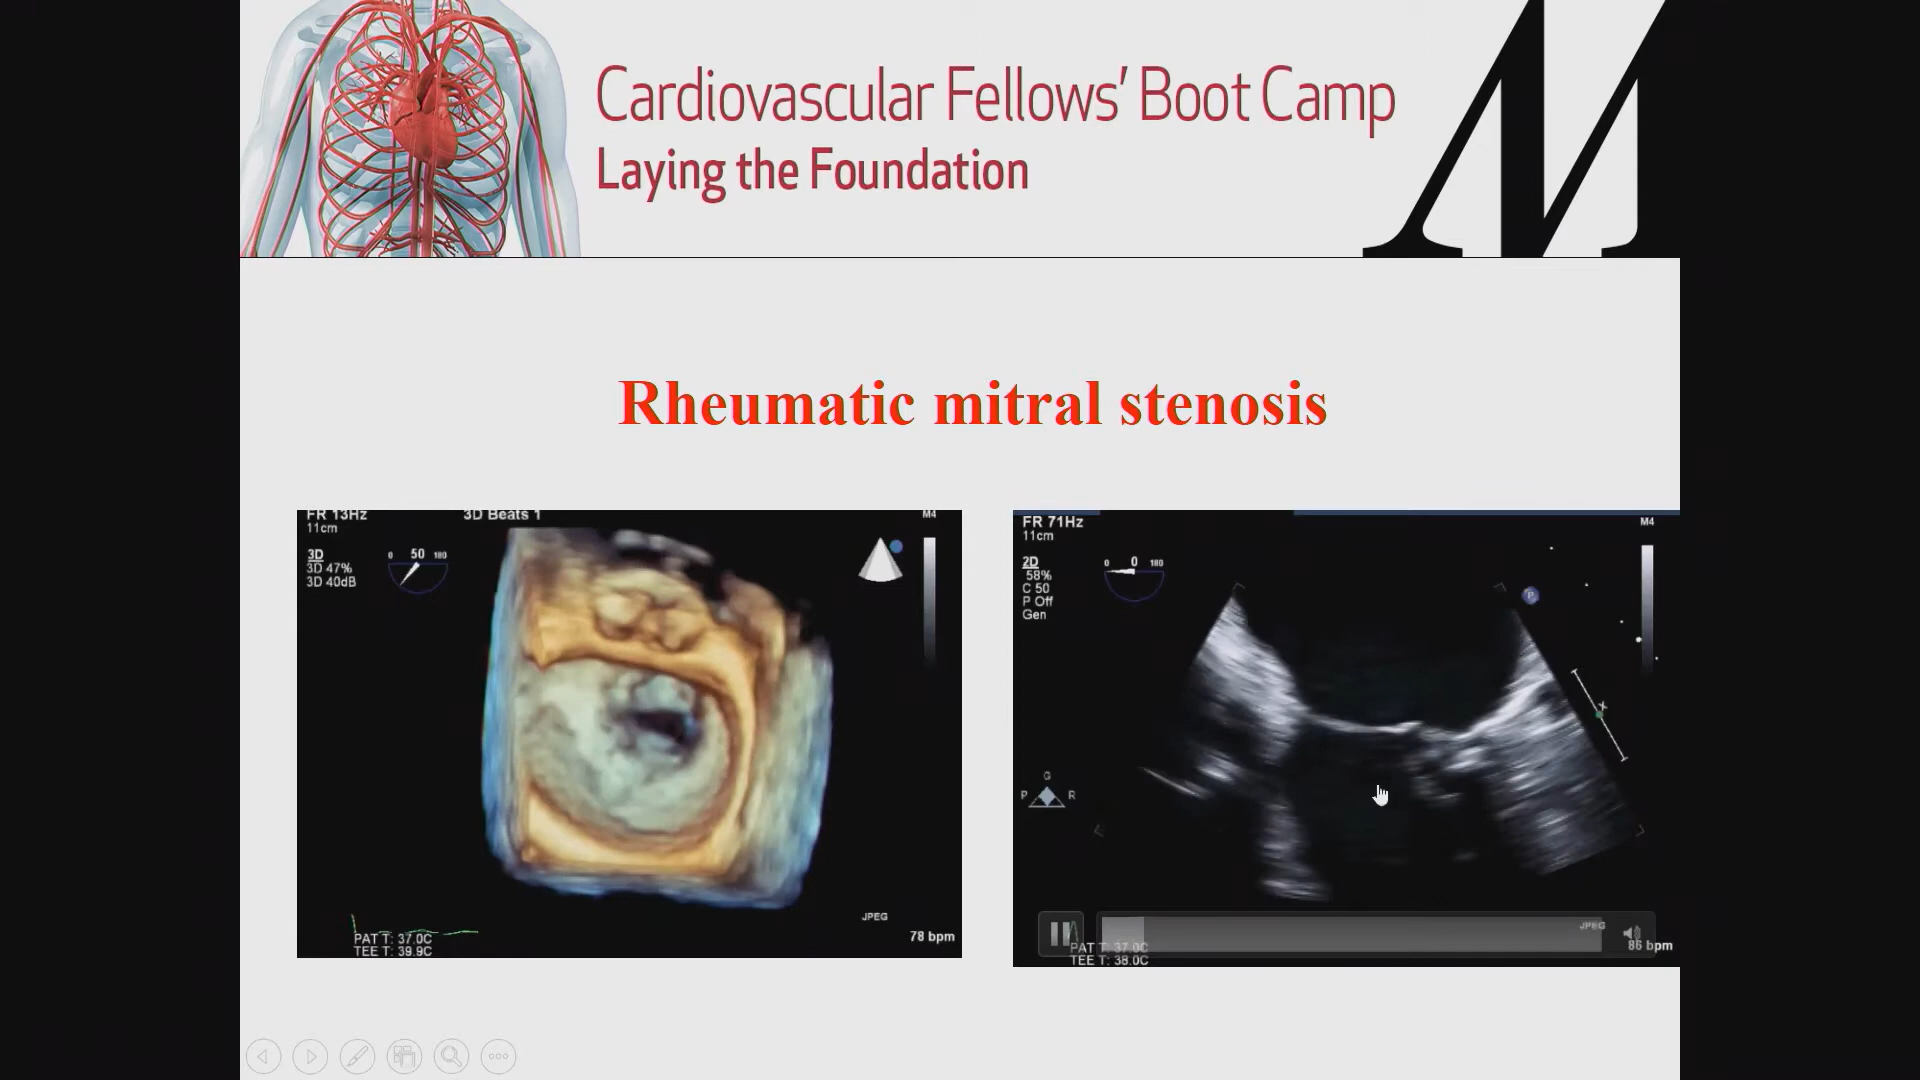 Cardiovascular Fellows' Boot Camp
Laying the Foundation
M
Rheumatic mitral stenosis
FR 13Hz
11cm
3D Beats 1
M4
3D
3D 47%
3D 40dB
0 50 180
JPEG
PAT T: 37.0C
TEE T: 39.9C
78 bpm
FR 71Hz
11cm
M4
2D
58%
C 50
P Off
Gen
0 0 180
P
G
P R
x
JPEG
PAT T: 37.0C
TEE T: 38.0C
86 bpm